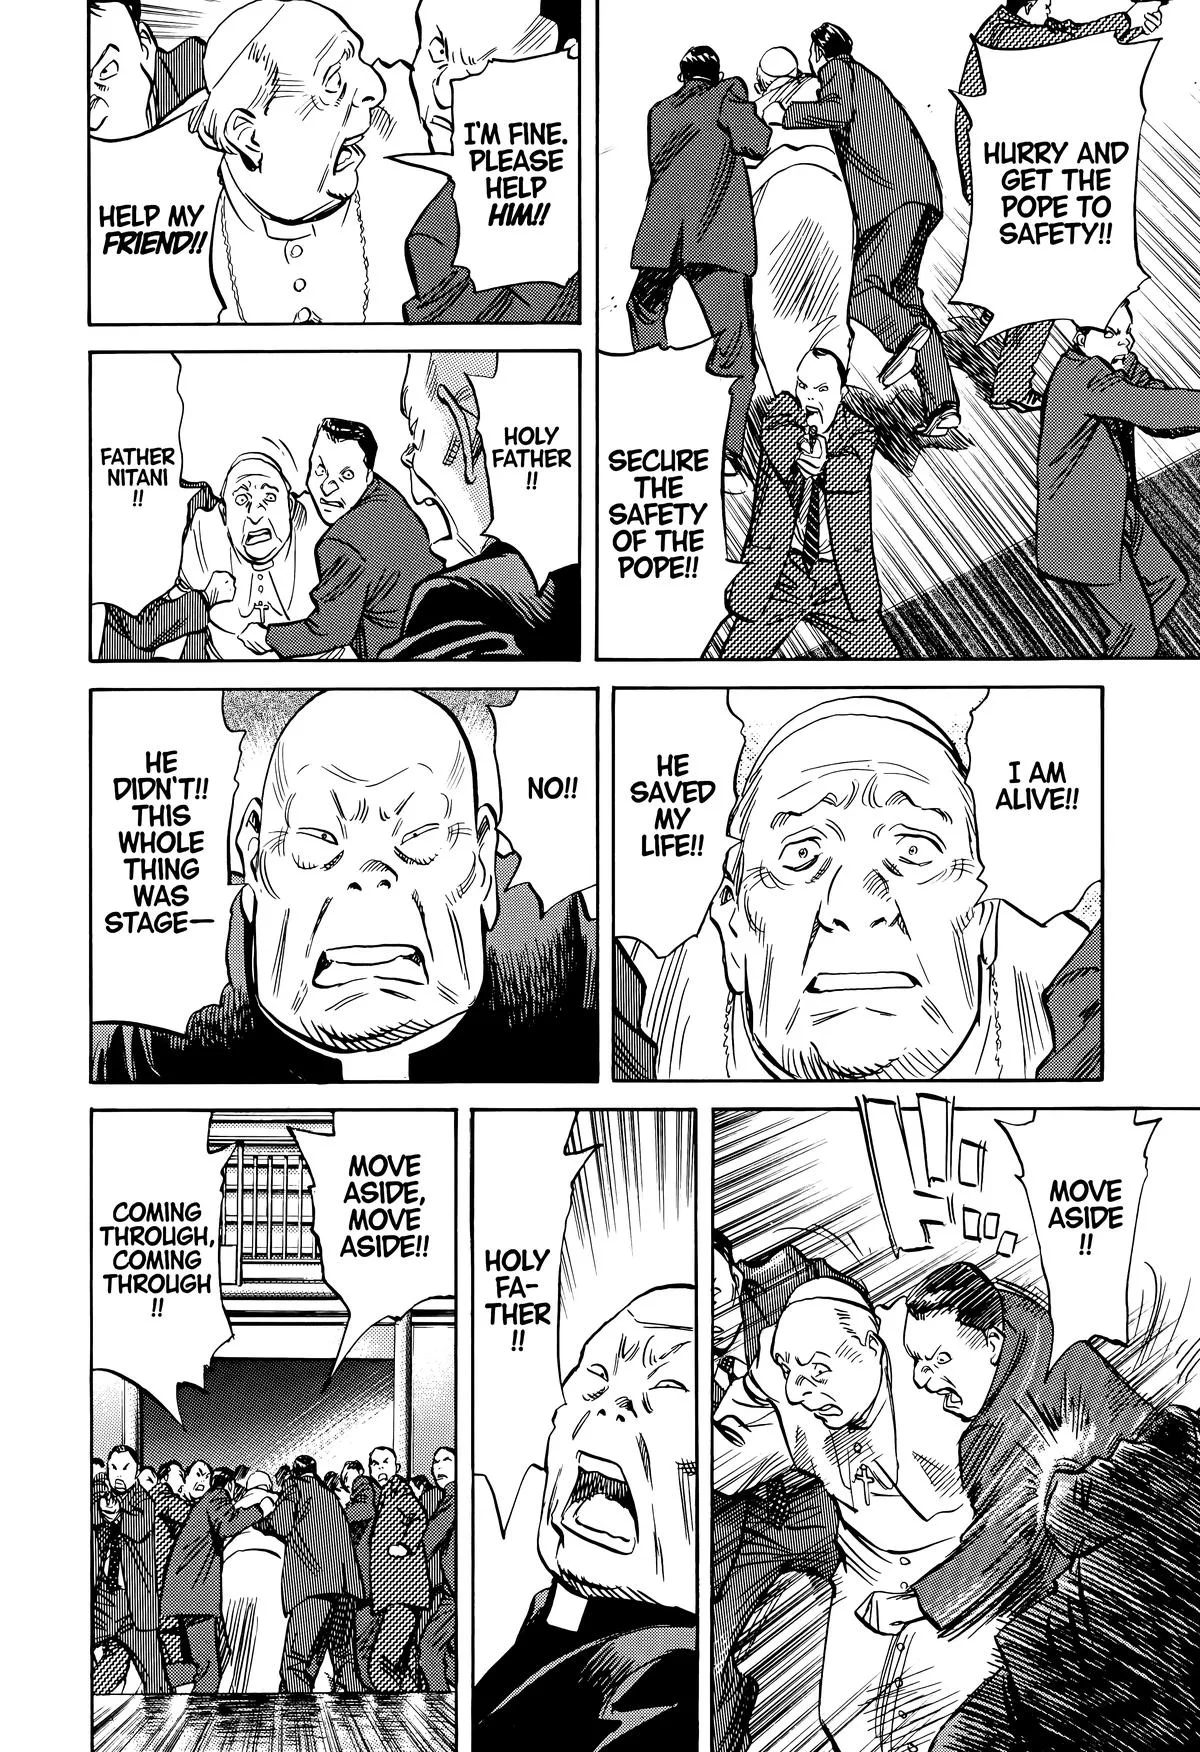 HURRY AND
GET THE
POPE TO
SAFETY!!
SECURE
THE
SAFETY
OF THE
POPE!!
I'M FINE.
PLEASE
HELP
HIM!!
HELP MY
FRIEND!!
HOLY
FATHER
!!
FATHER
NITANI
!!
I AM
ALIVE!!
HE
SAVED
MY
LIFE!!
NO!!
HE
DIDN'T!!
THIS
WHOLE
THING
WAS
STAGE—
MOVE
ASIDE
!!
HOLY
FA-
THER
!!
MOVE
ASIDE,
MOVE
ASIDE!!
COMING
THROUGH,
COMING
THROUGH
!!